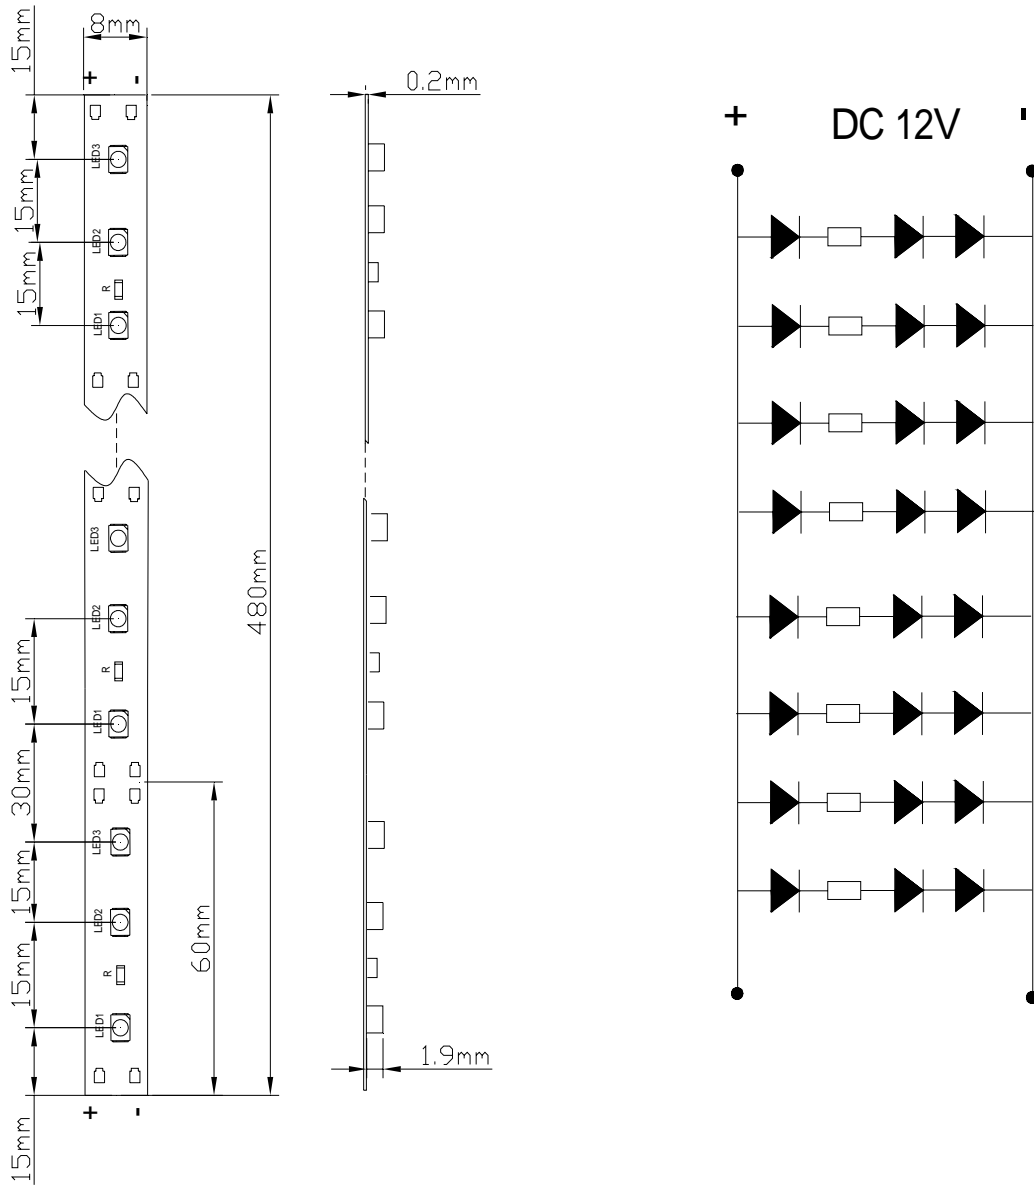 8mm
15mm
+ -
0.2mm
LED3
15mm
LED2
15mm
R
LED1
480mm
LED3
LED2
15mm
R
LED1
30mm
LED3
15mm
LED2
60mm
15mm
R
LED1
1.9mm
+ -
15mm
+ DC 12V -